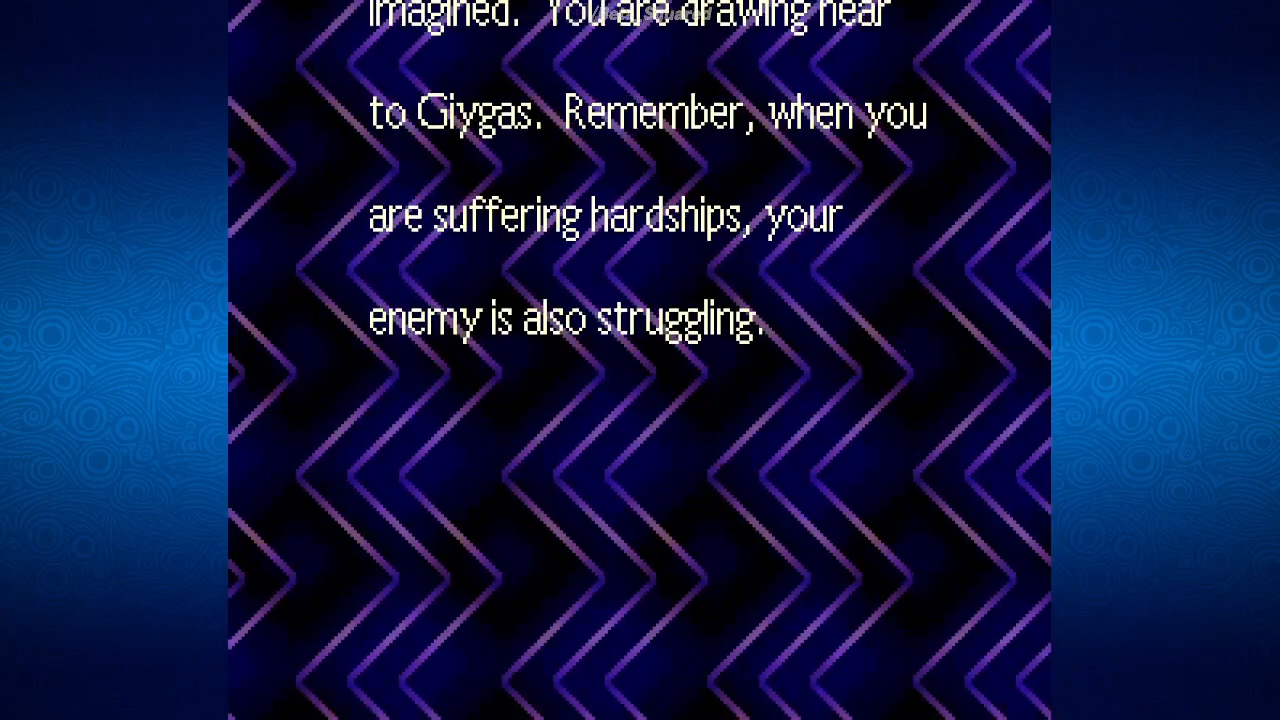 imagined. You are drawing near
to Giygas. Remember, when you
are suffering hardships, your
enemy is also struggling.